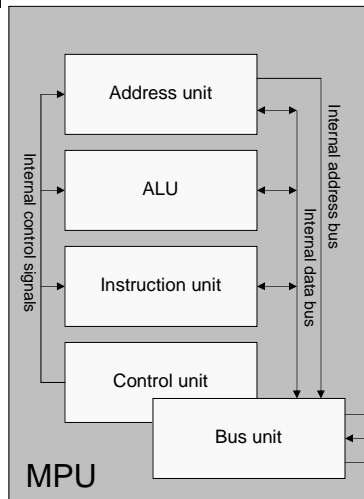 Address unit
ALU
Instruction unit
Control unit
Bus unit
Internal control signals
Internal data bus
Internal address bus
MPU